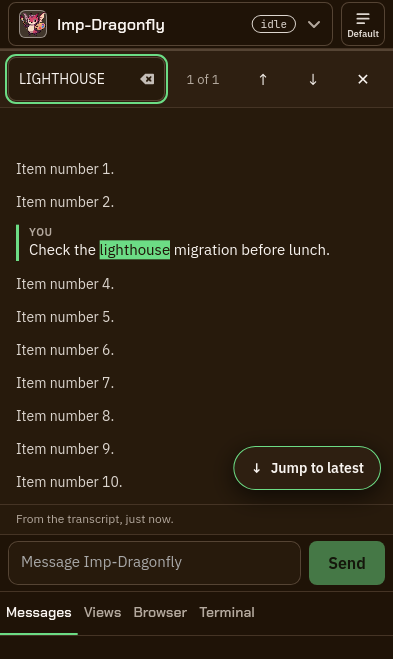 Imp-Dragonfly
idle
Default
LIGHTHOUSE
1 of 1
Item number 1.
Item number 2.
YOU
Check the lighthouse migration before lunch.
Item number 4.
Item number 5.
Item number 6.
Item number 7.
Item number 8.
Item number 9.
Item number 10.
↓ Jump to latest
From the transcript, just now.
Message Imp-Dragonfly
Send
Messages Views Browser Terminal